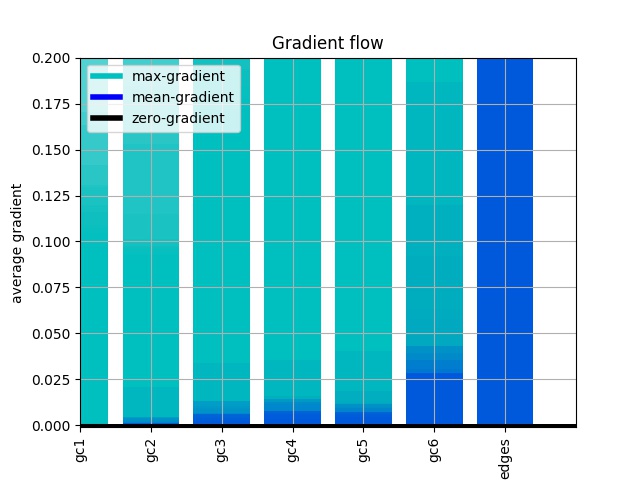 Gradient flow
max-gradient
mean-gradient
zero-gradient
average gradient
0.200
0.175
0.150
0.125
0.100
0.075
0.050
0.025
0.000
gc1
gc2
gc3
gc4
gc5
gc6
edges